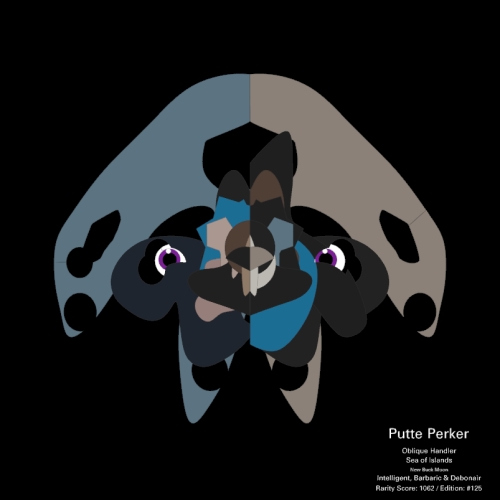 Putte Perker
Oblique Handler
Sea of Islands
New Buck Moon
Intelligent, Barbaric & Debonair
Rarity Score: 1062 / Edition: #125